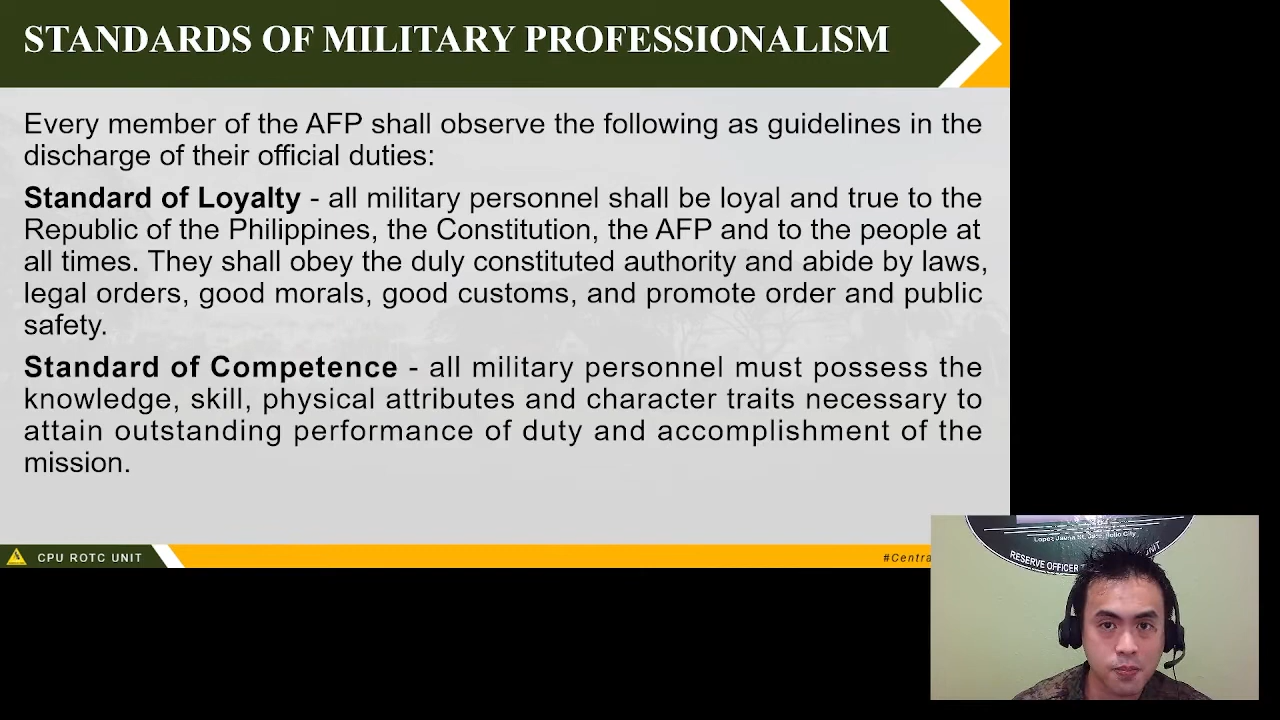 STANDARDS OF MILITARY PROFESSIONALISM
Every member of the AFP shall observe the following as guidelines in the
discharge of their official duties:
Standard of Loyalty - all military personnel shall be loyal and true to the
Republic of the Philippines, the Constitution, the AFP and to the people at
all times. They shall obey the duly constituted authority and abide by laws,
legal orders, good morals, good customs, and promote order and public
safety.
Standard of Competence - all military personnel must possess the
knowledge, skill, physical attributes and character traits necessary to
attain outstanding performance of duty and accomplishment of the
mission.
CPU ROTC UNIT
#Centra
Iloilo City
RESERVE OFFICER UNIT